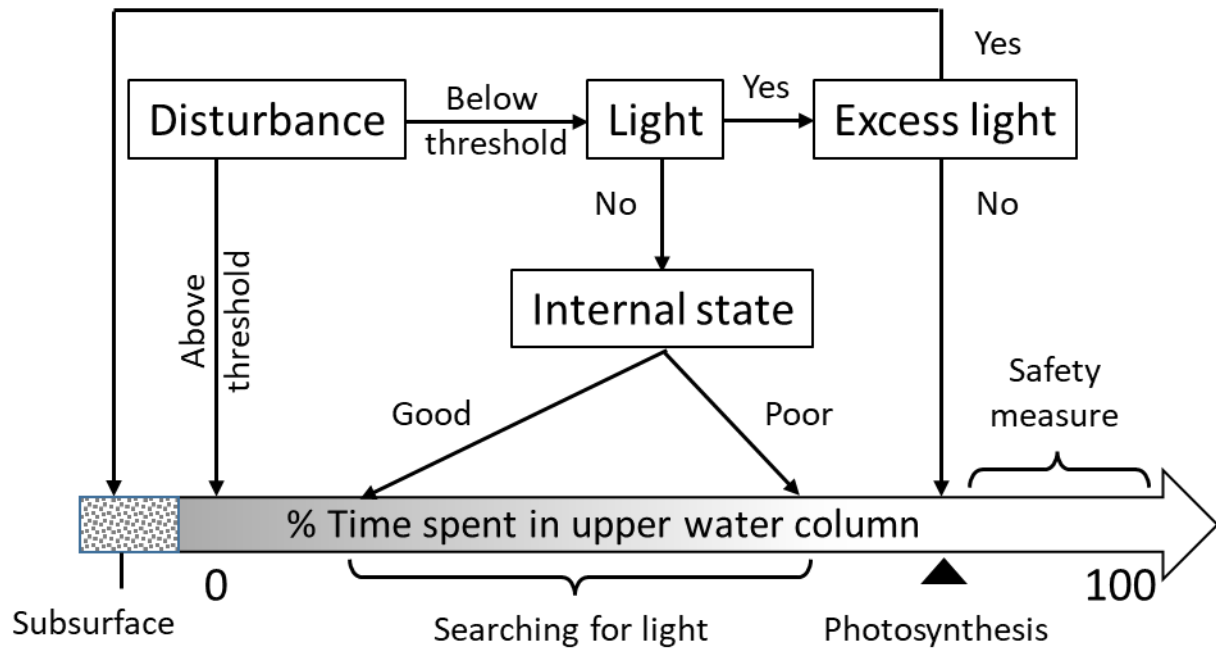 Yes
Disturbance
Below
threshold
Light
Yes
Excess light
No
No
Above
threshold
Internal state
Good
Poor
Safety
measure
% Time spent in upper water column
0
100
Subsurface
Searching for light
Photosynthesis